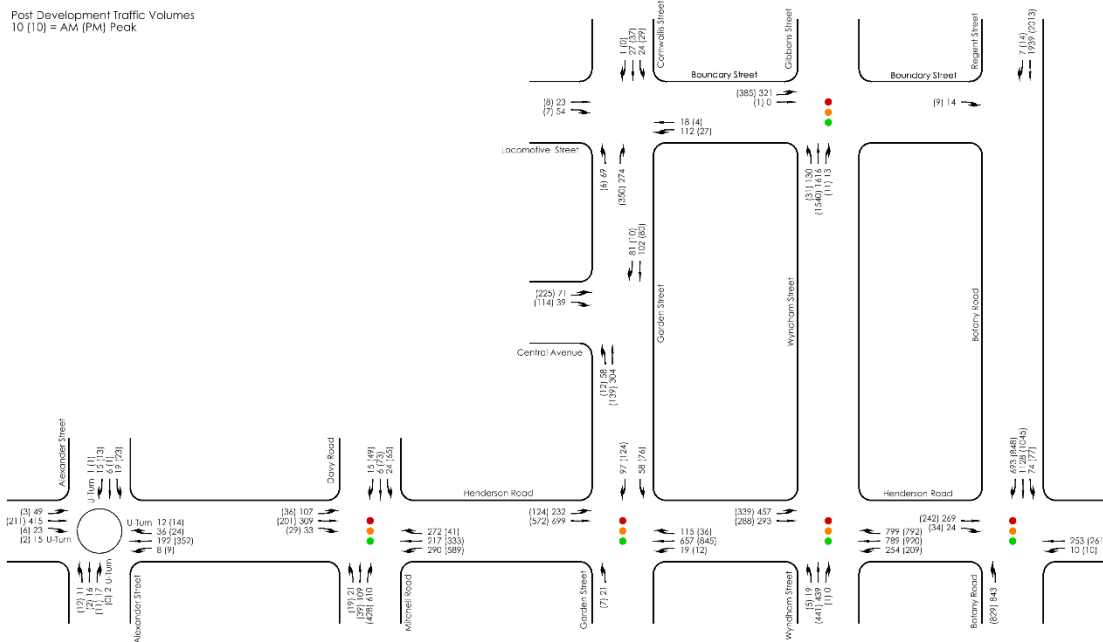 Post Development Traffic Volumes
10 (10) = AM (PM) Peak
1 (0)
27 (37)
24 (29)
Cornwallis Street
Gibbons Street
Regent Street
7 (14)
1939 (2013)
Boundary Street
Boundary Street
(8) 23
(7) 54
(385) 321
(1) 0
(9) 14
18 (4)
112 (27)
Locomotive Street
(6) 69
(350) 274
(31) 130
(1540) 1616
(11) 13
81 (10)
102 (80)
(225) 71
(114) 39
Garden Street
Wyndham Street
Botany Road
Central Avenue
(12) 58
(139) 304
Alexander Street
U-Turn 1 (1)
15 (13)
6 (1)
19 (23)
Davy Road
15 (49)
6 (73)
24 (65)
97 (124)
58 (76)
693 (848)
1128 (1045)
74 (77)
Henderson Road
Henderson Road
(3) 49
(211) 415
(6) 23
(2) 15 U-Turn
U-Turn 12 (14)
36 (24)
192 (352)
8 (9)
(36) 107
(201) 309
(29) 33
272 (41)
217 (333)
290 (589)
(124) 232
(572) 699
115 (36)
657 (845)
19 (12)
(339) 457
(288) 293
799 (792)
789 (920)
254 (209)
(242) 269
(34) 24
253 (261
10 (10)
(12) 11
(2) 16
(11) 17
(0) 2 U-Turn
Alexander Street
(19) 21
(39) 109
(428) 610
Mitchell Road
Garden Street
(7) 21
Wyndham Street
(5) 19
(441) 439
(1) 0
Botany Road
(829) 843